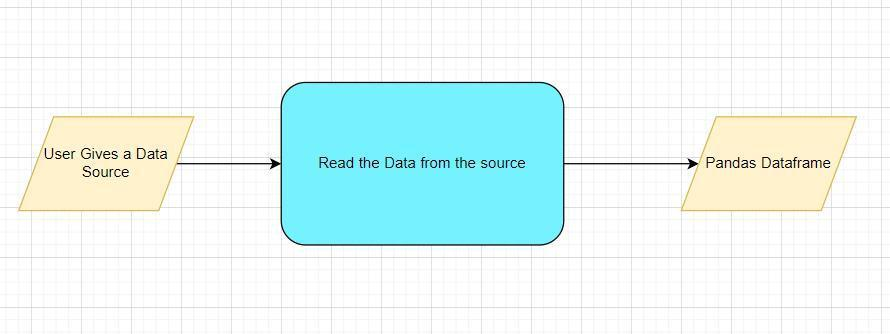 User Gives a Data
Source
Read the Data from the source
Pandas Dataframe